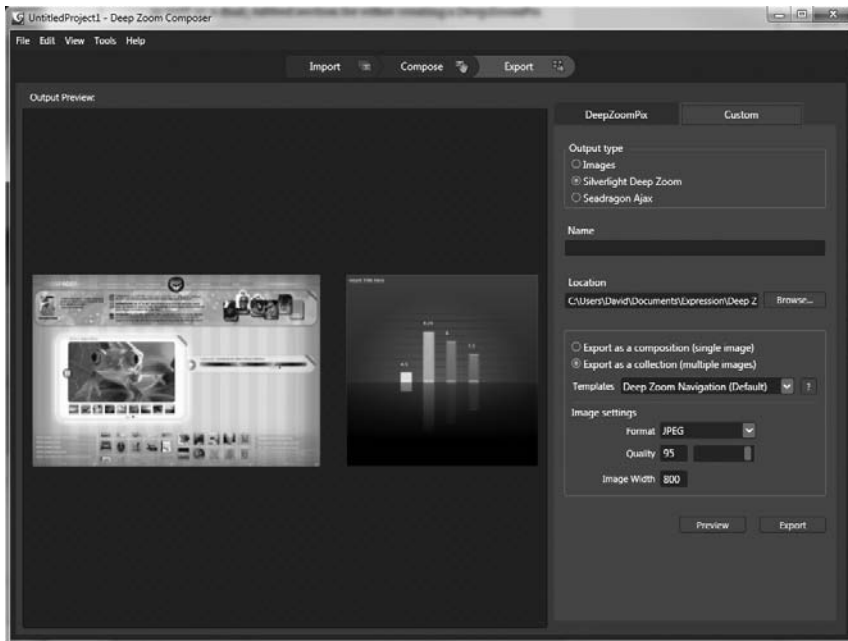 UntitledProject1 - Deep Zoom Composer
File Edit View Tools Help
Import Compose Export
Output Preview:
DeepZoomPix Custom
Output type
Images
Silverlight Deep Zoom
Seadragon Ajax
Name
Location
C:\Users\David\Documents\Expression\Deep Z Browse...
Export as a composition (single image)
Export as a collection (multiple images)
Templates Deep Zoom Navigation (Default) ?
Image settings
Format JPEG
Quality 95
Image Width 800
Preview Export